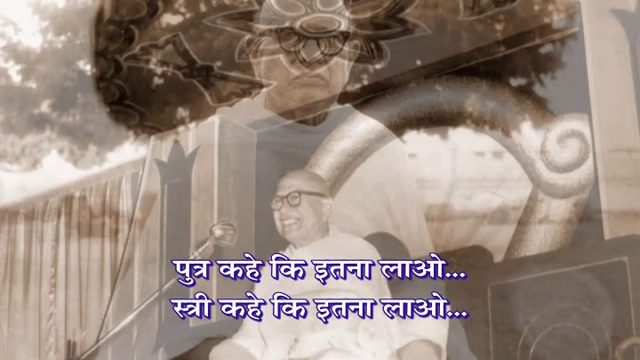 पुत्र कहे कि इतना लाओ...
स्त्री कहे कि इतना लाओ...